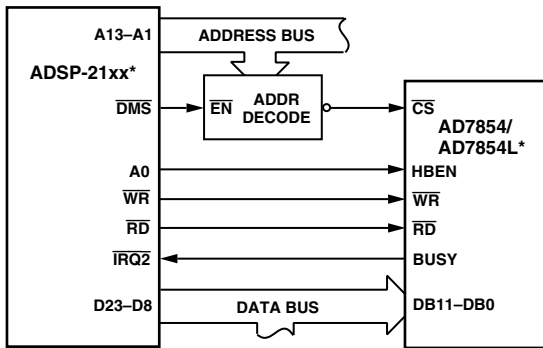 A13–A1
ADDRESS BUS
ADSP-21xx*
DMS
EN
ADDR
DECODE
CS
AD7854/
AD7854L*
A0
HBEN
WR
WR
RD
RD
IRQ2
BUSY
D23–D8
DATA BUS
DB11–DB0